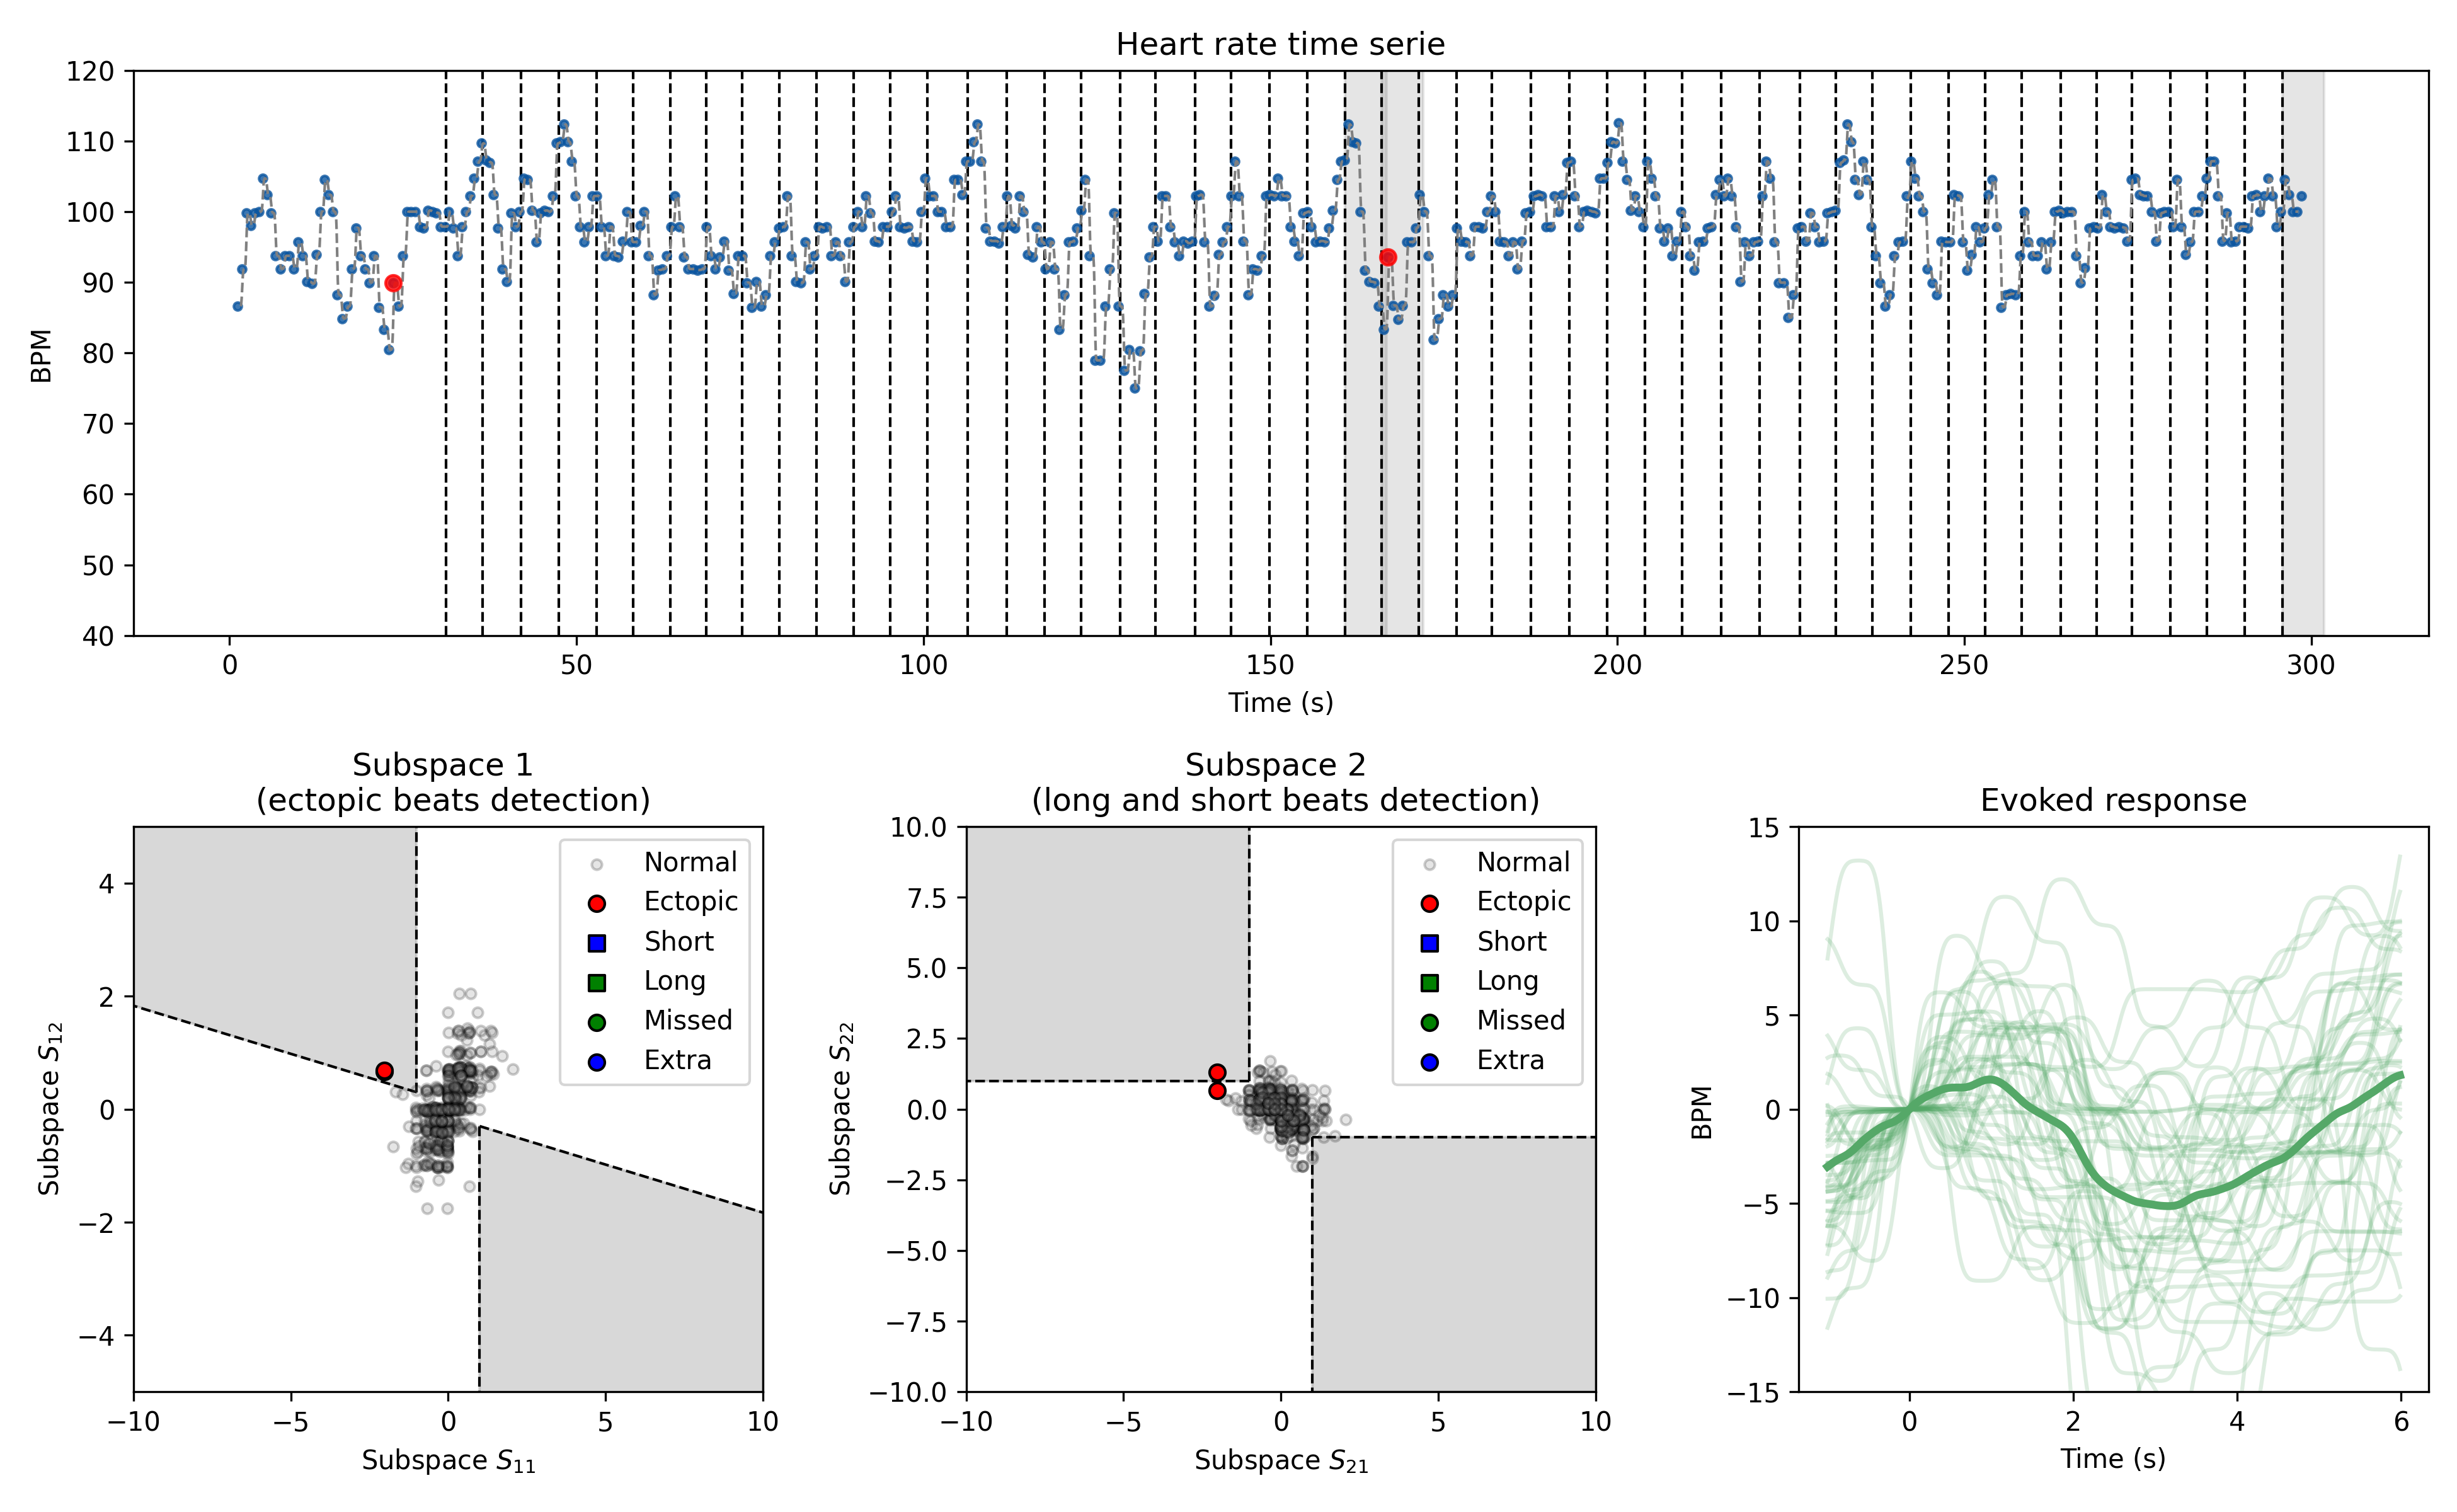 Heart rate time serie
120
110
100
90
80
70
60
50
40
BPM
0 50 100 150 200 250 300
Time (s)
Subspace 1
(ectopic beats detection)
4
2
0
−2
−4
Subspace S12
Normal
Ectopic
Short
Long
Missed
Extra
−10 −5 0 5 10
Subspace S11
Subspace 2
(long and short beats detection)
10.0
7.5
5.0
2.5
0.0
−2.5
−5.0
−7.5
−10.0
Subspace S22
Normal
Ectopic
Short
Long
Missed
Extra
−10 −5 0 5 10
Subspace S21
Evoked response
15
10
5
0
−5
−10
−15
BPM
0 2 4 6
Time (s)